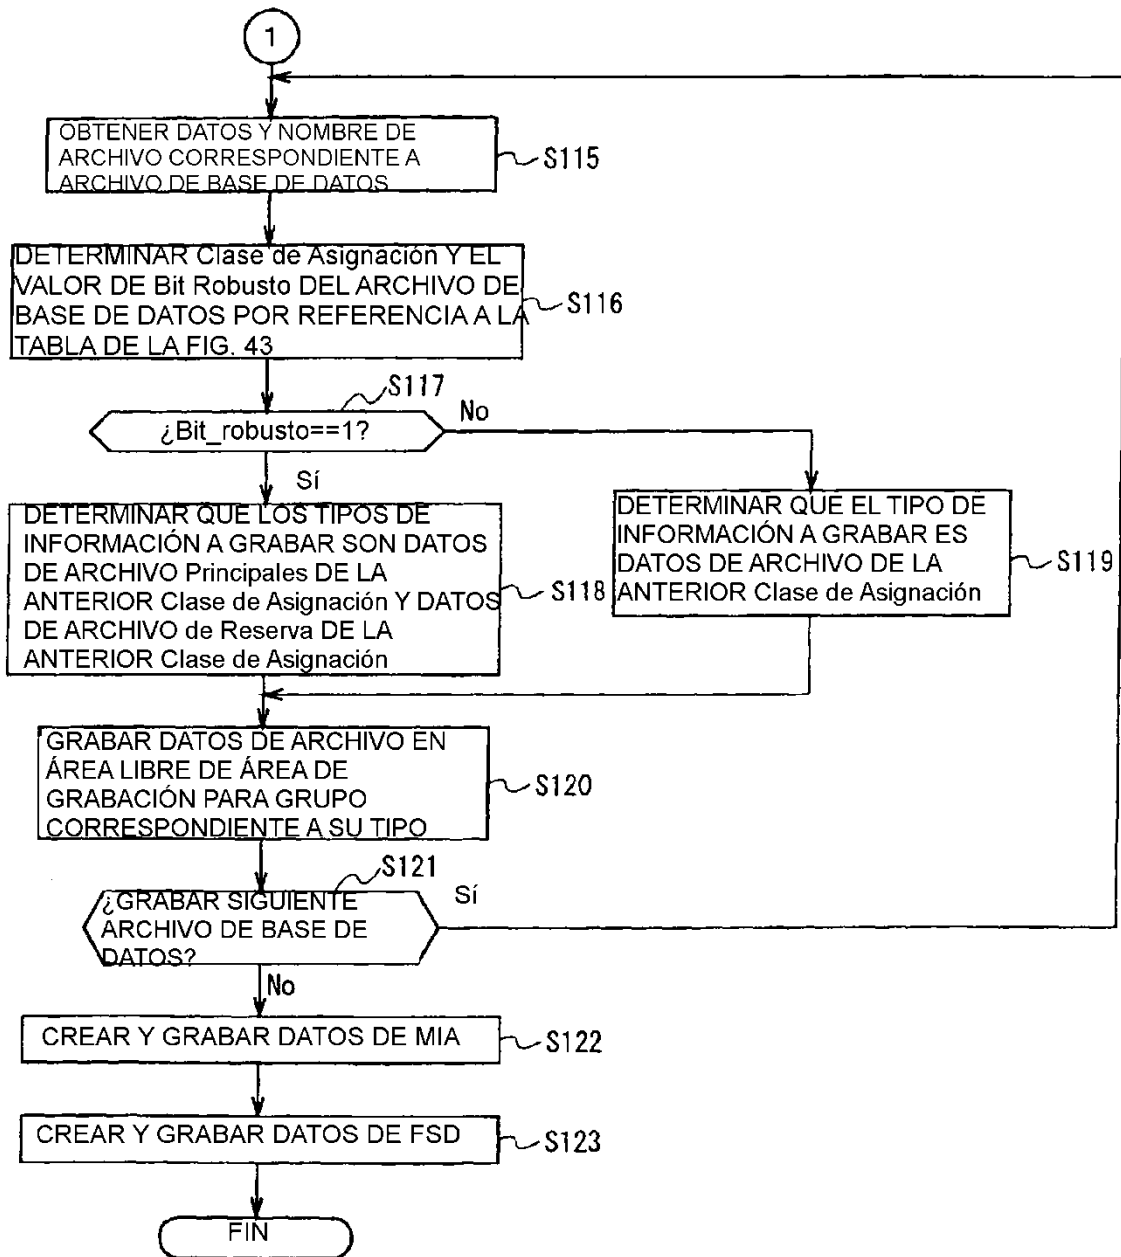 1
OBTENER DATOS Y NOMBRE DE
ARCHIVO CORRESPONDIENTE A
ARCHIVO DE BASE DE DATOS
S115
DETERMINAR Clase de Asignación Y EL
VALOR DE Bit Robusto DEL ARCHIVO DE
BASE DE DATOS POR REFERENCIA A LA
TABLA DE LA FIG. 43
S116
S117
¿Bit_robusto==1?
No
Sí
DETERMINAR QUE LOS TIPOS DE
INFORMACIÓN A GRABAR SON DATOS
DE ARCHIVO Principales DE LA
ANTERIOR Clase de Asignación Y DATOS
DE ARCHIVO de Reserva DE LA
ANTERIOR Clase de Asignación
S118
DETERMINAR QUE EL TIPO DE
INFORMACIÓN A GRABAR ES
DATOS DE ARCHIVO DE LA
ANTERIOR Clase de Asignación
S119
GRABAR DATOS DE ARCHIVO EN
ÁREA LIBRE DE ÁREA DE
GRABACIÓN PARA GRUPO
CORRESPONDIENTE A SU TIPO
S120
S121
¿GRABAR SIGUIENTE
ARCHIVO DE BASE DE
DATOS?
Sí
No
CREAR Y GRABAR DATOS DE MIA
S122
CREAR Y GRABAR DATOS DE FSD
S123
FIN